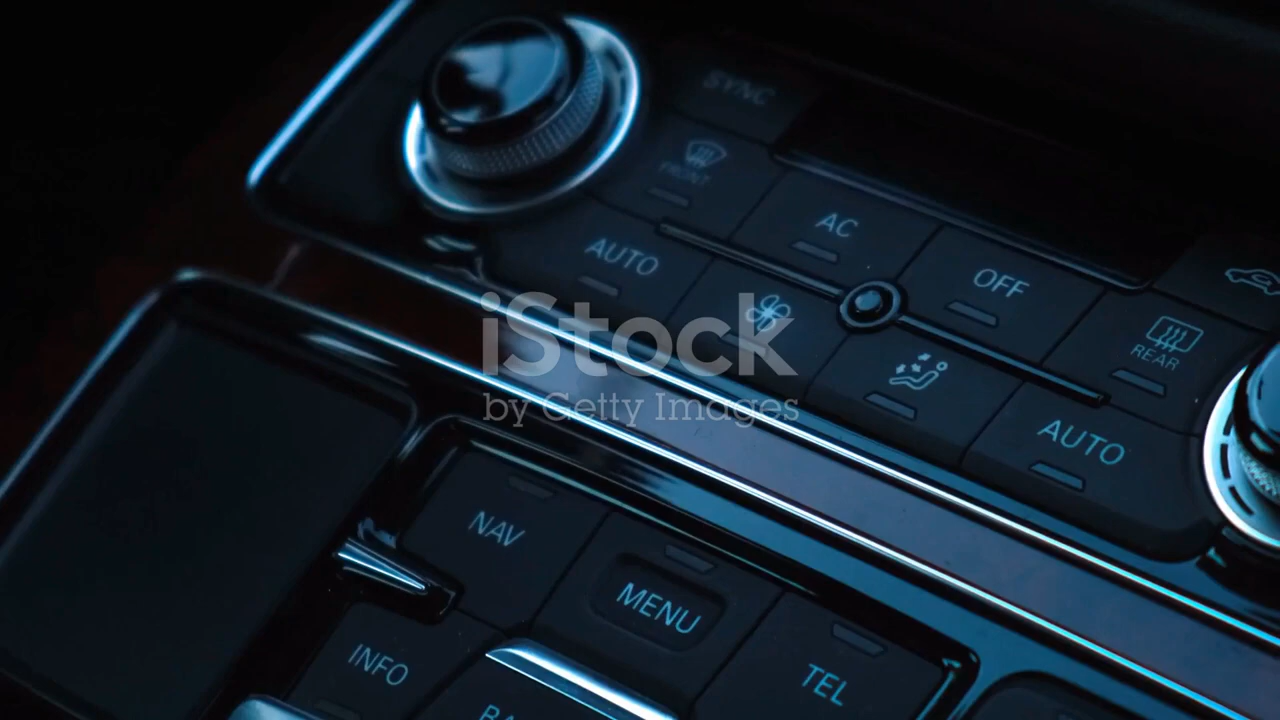 SYNC
FRONT
AC
AUTO
OFF
REAR
AUTO
iStock
by Getty Images
NAV
MENU
INFO
TEL